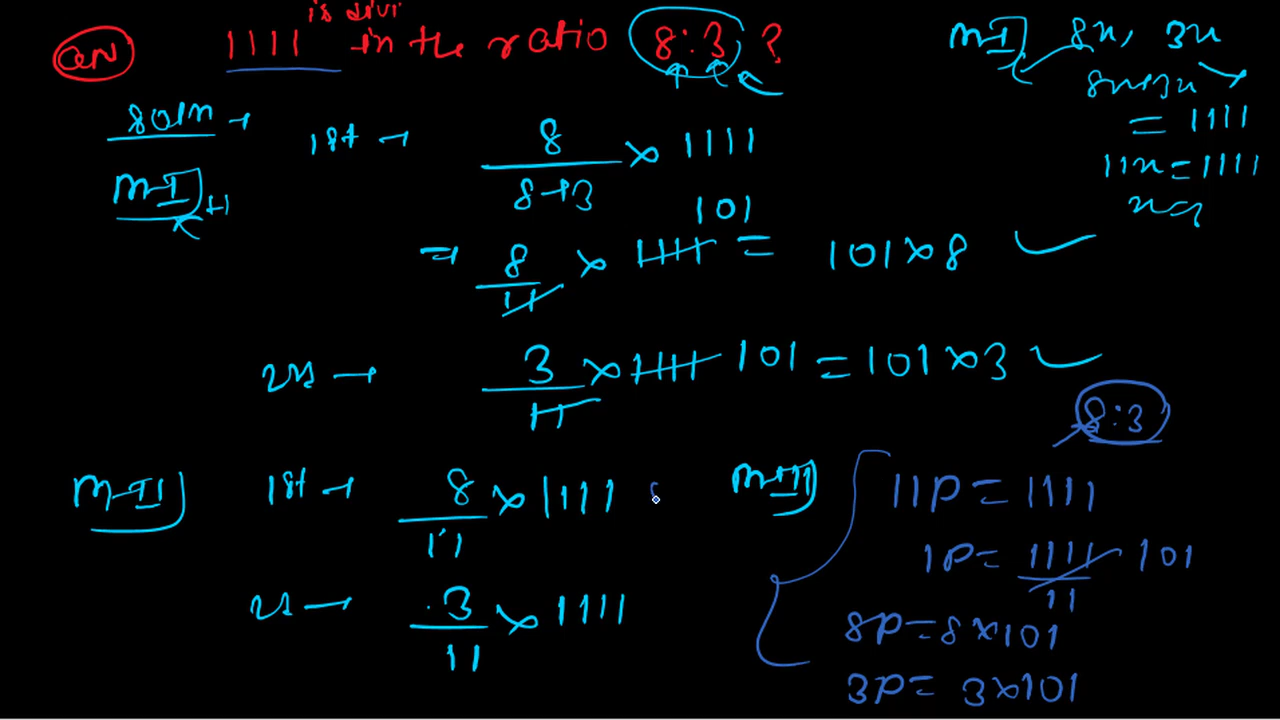 is divi
QN 1111 in the ratio 8:3 ?
M-I 8x, 3x
8x+3x
= 1111
11x = 1111
x=
Soln →
M-I →
1st → 8/(8+3) × 1111
= 8/11 × 1111 101 = 101×8
3/11 × 1111 101 = 101×3
8:3
M-II 1st → 8/11 × 1111
3/11 × 1111
M-III
11P = 1111
1P = 1111/11 101
8P=8×101
3P= 3×101